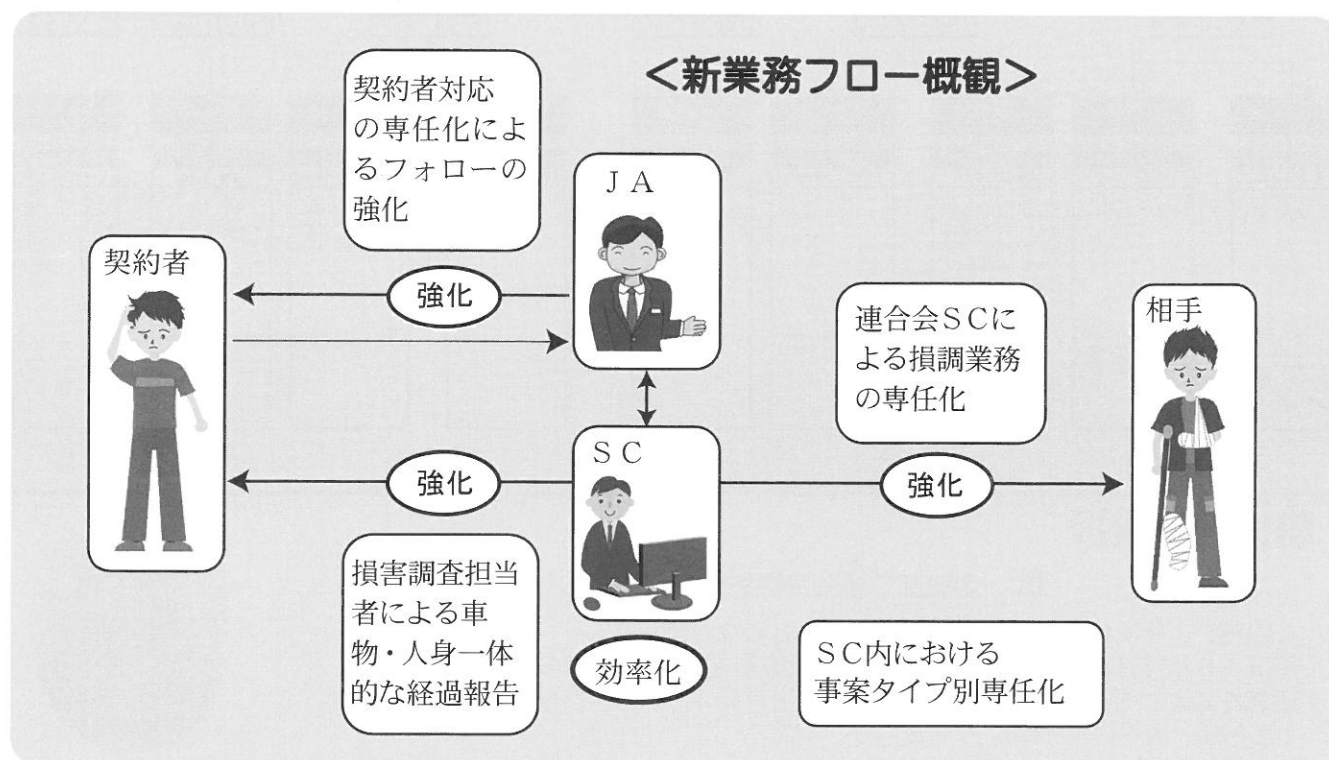 ＜新業務フロー概観＞
契約者対応
の専任化によ
るフォローの
強化
ＪＡ
契約者
強化
連合会ＳＣに
よる損調業務
の専任化
相手
ＳＣ
強化
強化
損害調査担当
者による車
物・人身一体
的な経過報告
効率化
ＳＣ内における
事案タイプ別専任化